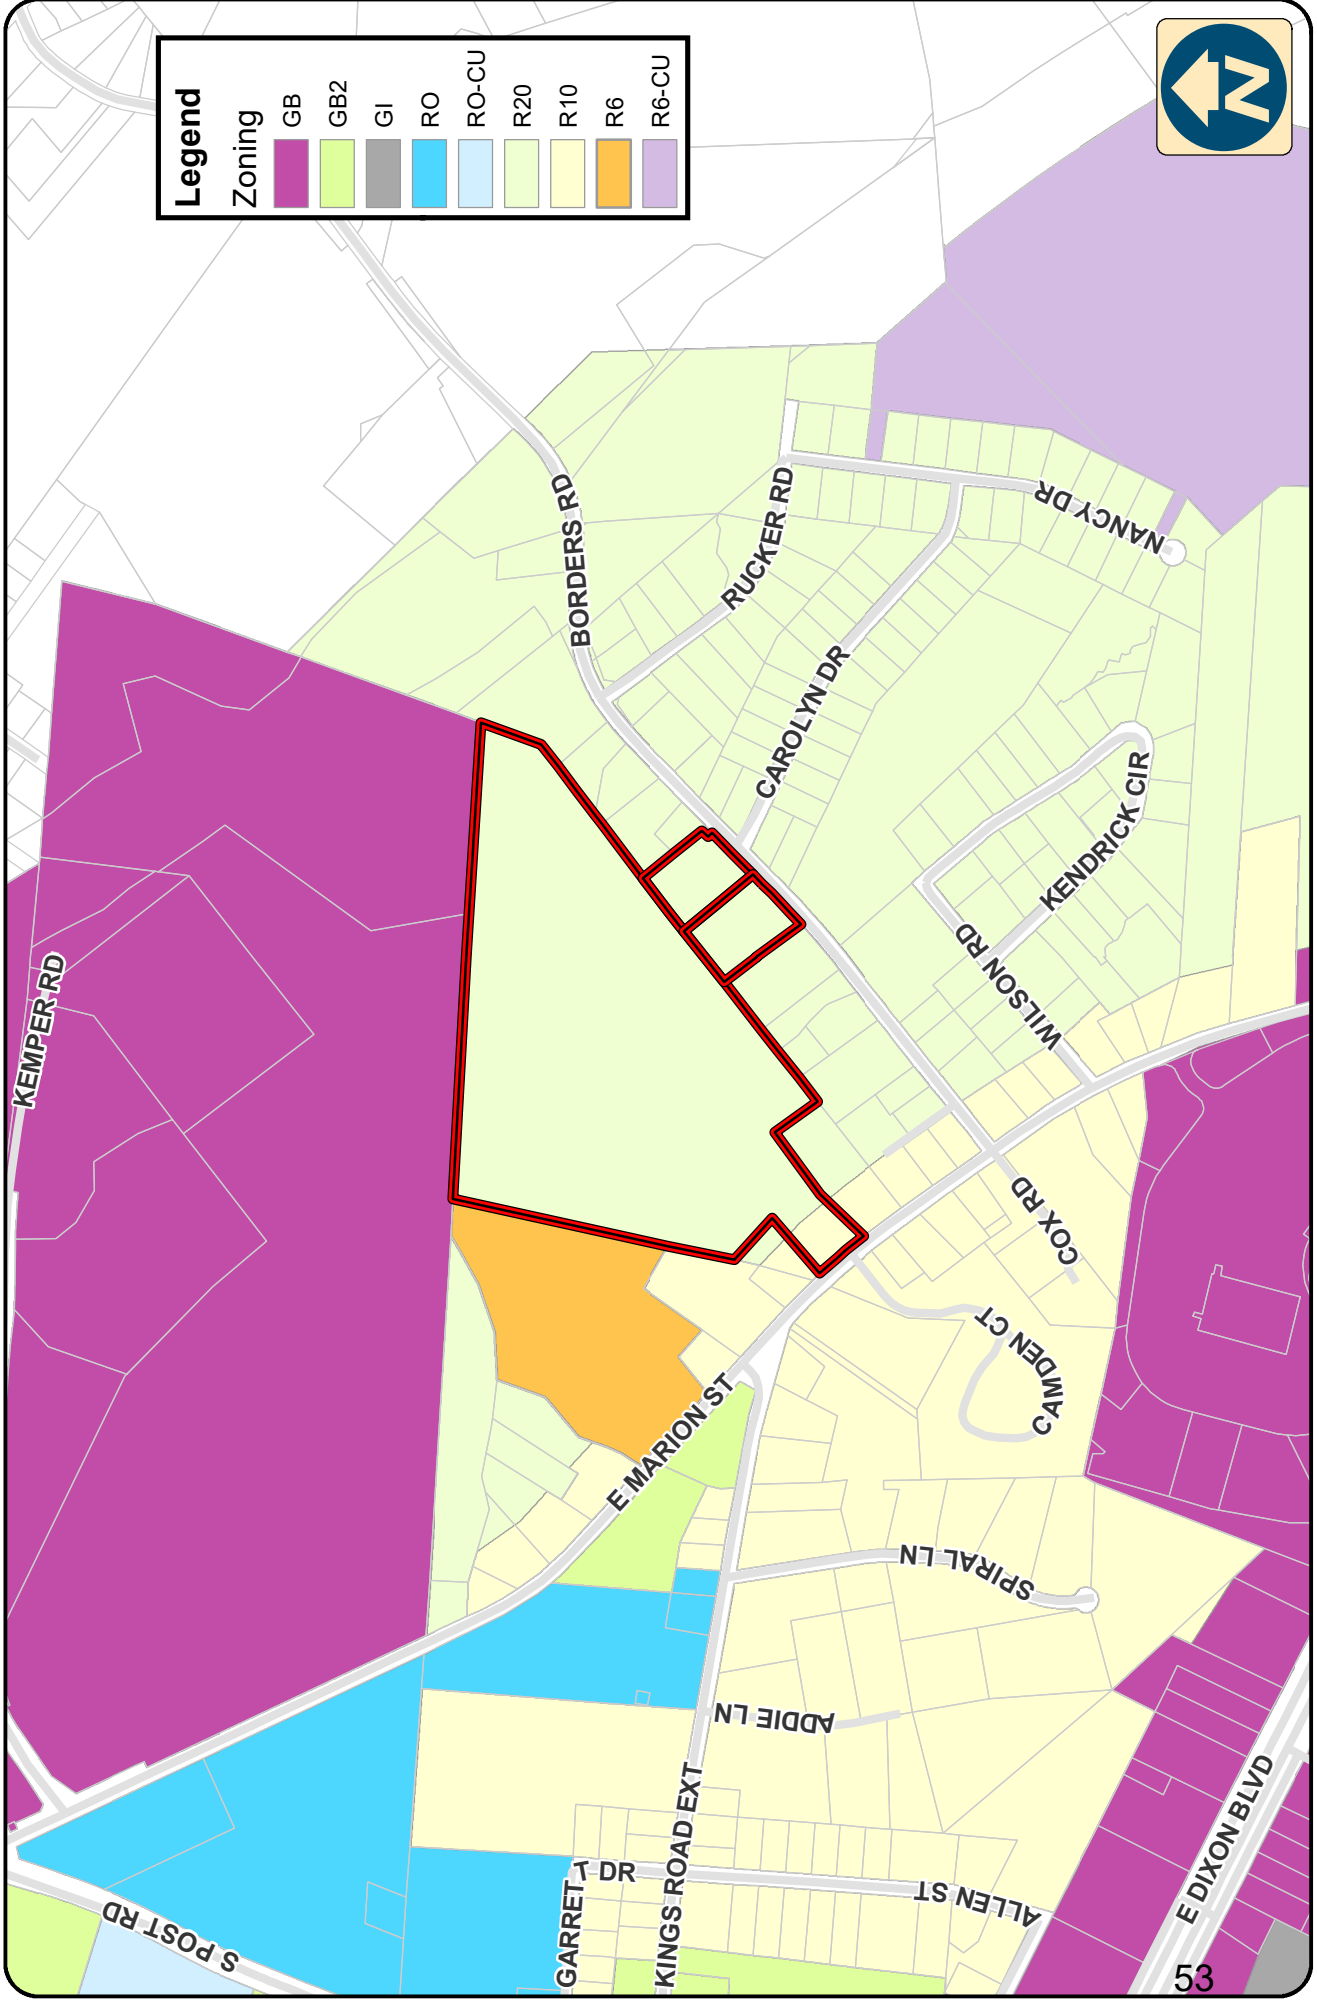 Legend
Zoning
GB
GB2
GI
RO
RO-CU
R20
R10
R6
R6-CU
N
KEMPER RD
BORDERS RD
RUCKER RD
NANCY DR
CAROLYN DR
KENDRICK CIR
WILSON RD
COX RD
CAMDEN CT
E MARION ST
SPIRAL LN
ADDIE LN
KINGS ROAD EXT
GARRETT DR
ALLEN ST
S POST RD
E DIXON BLVD
53